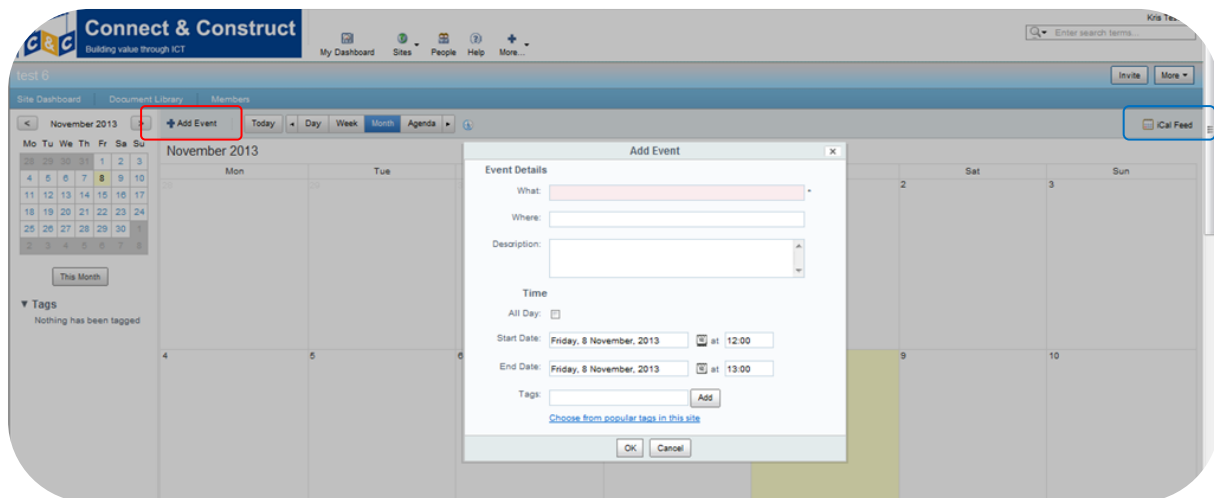 C&C
Connect & Construct
Building value through ICT
My Dashboard Sites People Help More...
Enter search terms...
test 6
Invite More
Site Dashboard Document Library Members
< November 2013 >
Add Event Today Day Week Month Agenda
iCal Feed
Mo Tu We Th Fr Sa Su
28 29 30 31 1 2 3
4 5 6 7 8 9 10
11 12 13 14 15 16 17
18 19 20 21 22 23 24
25 26 27 28 29 30 1
2 3 4 5 6 7 8
This Month
Tags
Nothing has been tagged
November 2013
Mon Tue Sat Sun
28 29 2 3
4 5 6 9 10
Add Event x
Event Details
What: *
Where:
Description:
Time
All Day:
Start Date: Friday, 8 November, 2013 at 12:00
End Date: Friday, 8 November, 2013 at 13:00
Tags: Add
Choose from popular tags in this site
OK Cancel